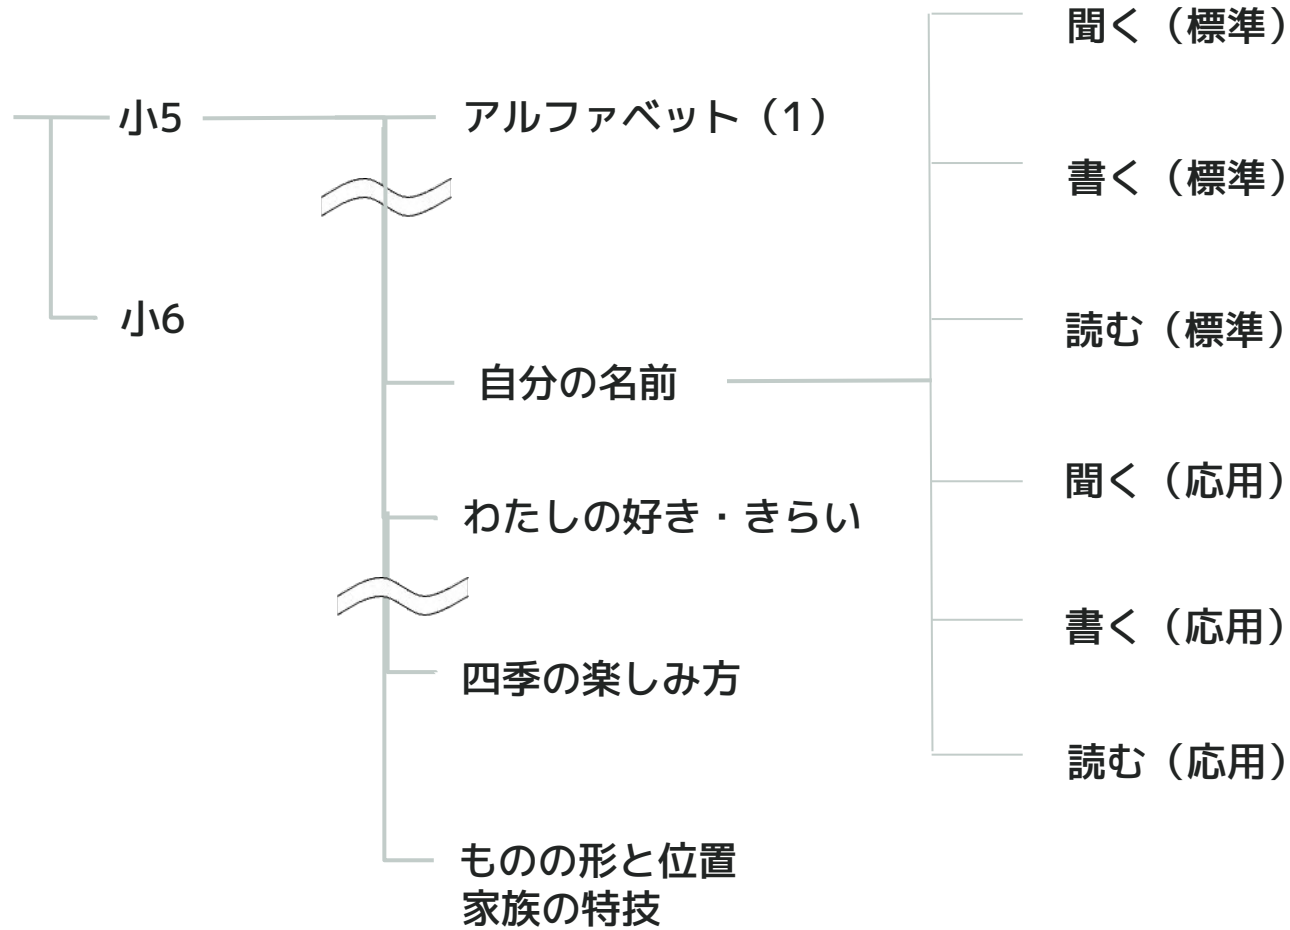 小5
小6
アルファベット（1）
自分の名前
わたしの好き・きらい
四季の楽しみ方
ものの形と位置
家族の特技
聞く（標準）
書く（標準）
読む（標準）
聞く（応用）
書く（応用）
読む（応用）